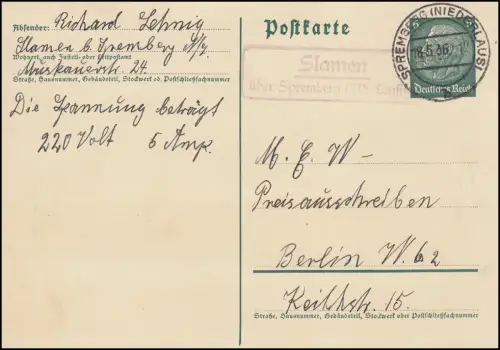 Absender: Richard Lehnig
Slamen b. Spremberg N/L
Wohnort, auch Zustell- oder Leitpostamt
Muskauerstr. 24.
Straße, Hausnummer, Gebäudeteil, Stockwerk od. Postschließfachnummer
Die Spannung beträgt
220 Volt 5 Amp.
Postkarte
SPREMBERG (NIEDERLAUS)
18.5.36
Deutsches Reich
Slamen
über Spremberg
M. E. W-
Preisausschreiben
Berlin W. 62
Keithstr. 15.
Straße, Hausnummer, Gebäudeteil, Stockwerk oder Postschließfachnummer